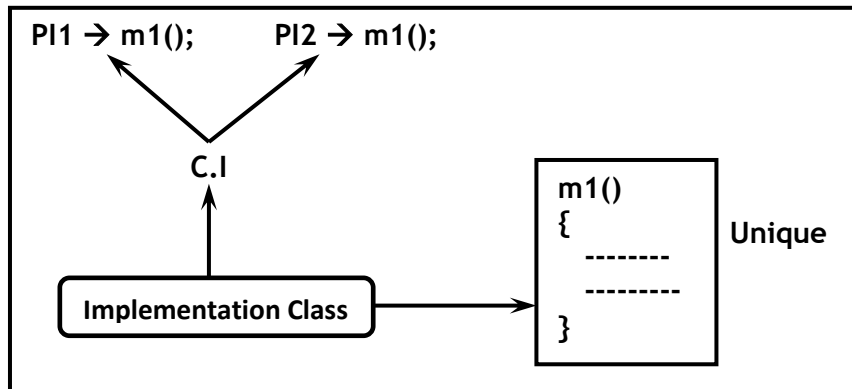 PI1 → m1(); PI2 → m1();
C.I
Implementation Class
m1()
{
--------
---------
}
Unique